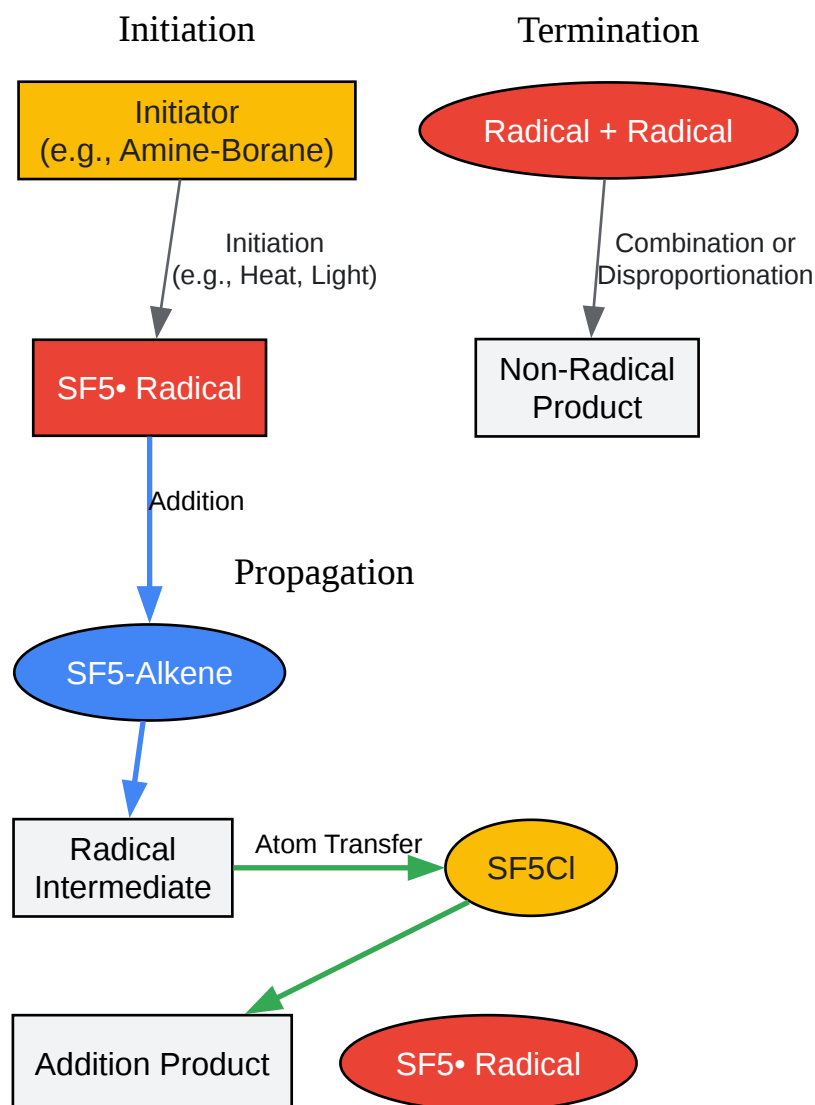 Initiation
Termination
Initiator
(e.g., Amine-Borane)
Radical + Radical
Initiation
(e.g., Heat, Light)
Combination or
Disproportionation
SF5• Radical
Non-Radical
Product
Addition
Propagation
SF5-Alkene
Radical
Intermediate
Atom Transfer
SF5Cl
Addition Product
SF5• Radical